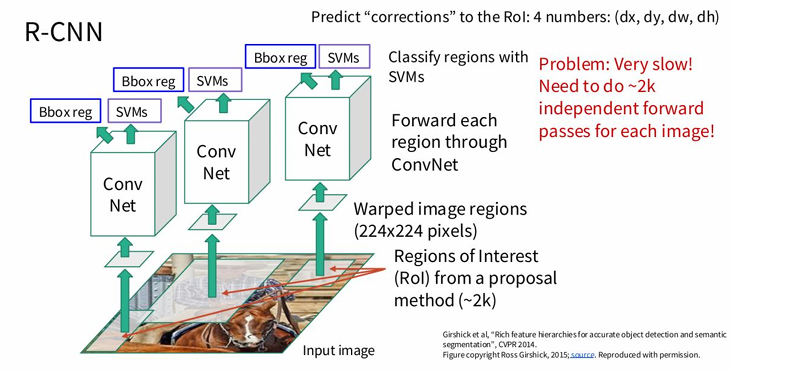 Predict “corrections” to the RoI: 4 numbers: (dx, dy, dw, dh)
R-CNN
Bbox reg
SVMs
Classify regions with
SVMs
Problem: Very slow!
Need to do ~2k
independent forward
passes for each image!
Bbox reg
SVMs
Bbox reg
SVMs
Conv
Net
Forward each
region through
ConvNet
Conv
Net
Conv
Net
Warped image regions
(224x224 pixels)
Regions of Interest
(RoI) from a proposal
method (~2k)
Input image
Girshick et al, “Rich feature hierarchies for accurate object detection and semantic
segmentation”, CVPR 2014.
Figure copyright Ross Girshick, 2015; source. Reproduced with permission.